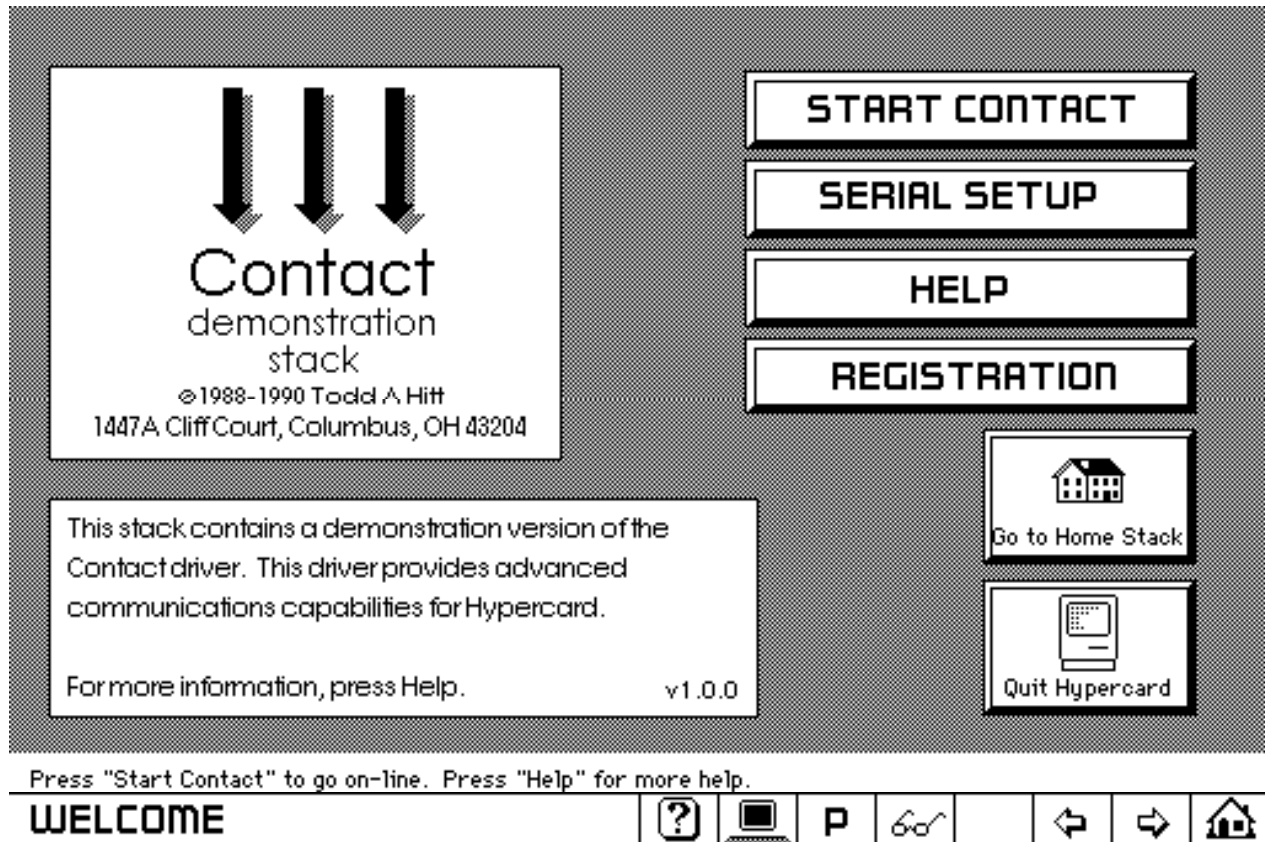 Contact
demonstration
stack
©1988-1990 Todd A Hitt
1447A Cliff Court, Columbus, OH 43204
This stack contains a demonstration version of the
Contact driver. This driver provides advanced
communications capabilities for Hypercard.
For more information, press Help.
v1.0.0
START CONTACT
SERIAL SETUP
HELP
REGISTRATION
Go to Home Stack
Quit Hypercard
Press "Start Contact" to go on-line. Press "Help" for more help.
WELCOME
?
P